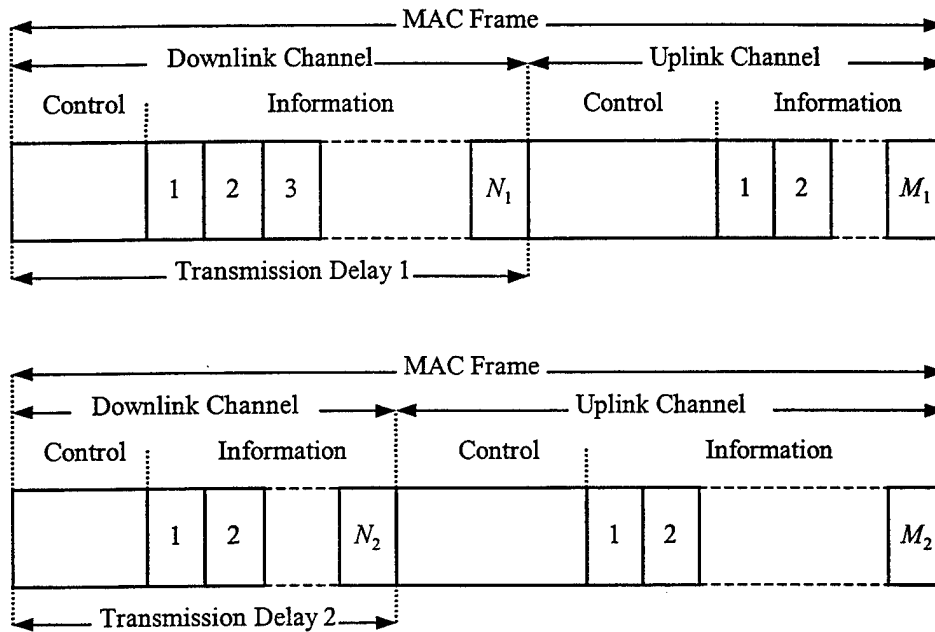 MAC Frame
Downlink Channel Uplink Channel
Control Information Control Information
1 2 3 N₁ 1 2 M₁
Transmission Delay 1
MAC Frame
Downlink Channel Uplink Channel
Control Information Control Information
1 2 N₂ 1 2 M₂
Transmission Delay 2